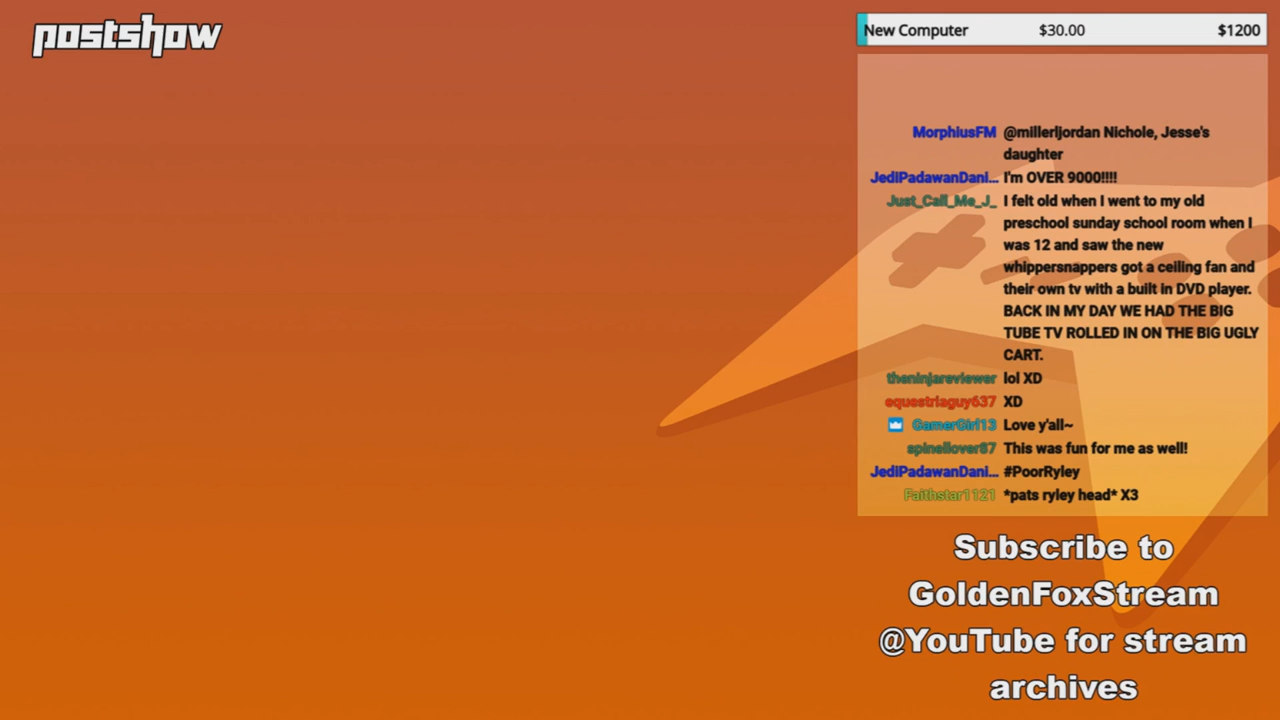 postshow
New Computer $30.00 $1200
MorphiusFM @millerljordan Nichole, Jesse's
daughter
JediPadawanDani... I'm OVER 9000!!!!
Just_Call_Me_J_ I felt old when I went to my old
preschool sunday school room when I
was 12 and saw the new
whippersnappers got a ceiling fan and
their own tv with a built in DVD player.
BACK IN MY DAY WE HAD THE BIG
TUBE TV ROLLED IN ON THE BIG UGLY
CART.
theninjareviewer lol XD
equestriaguy637 XD
GamerGirl13 Love y'all~
spinellover87 This was fun for me as well!
JediPadawanDani... #PoorRyley
Faithstar1121 *pats ryley head* X3
Subscribe to
GoldenFoxStream
@YouTube for stream
archives